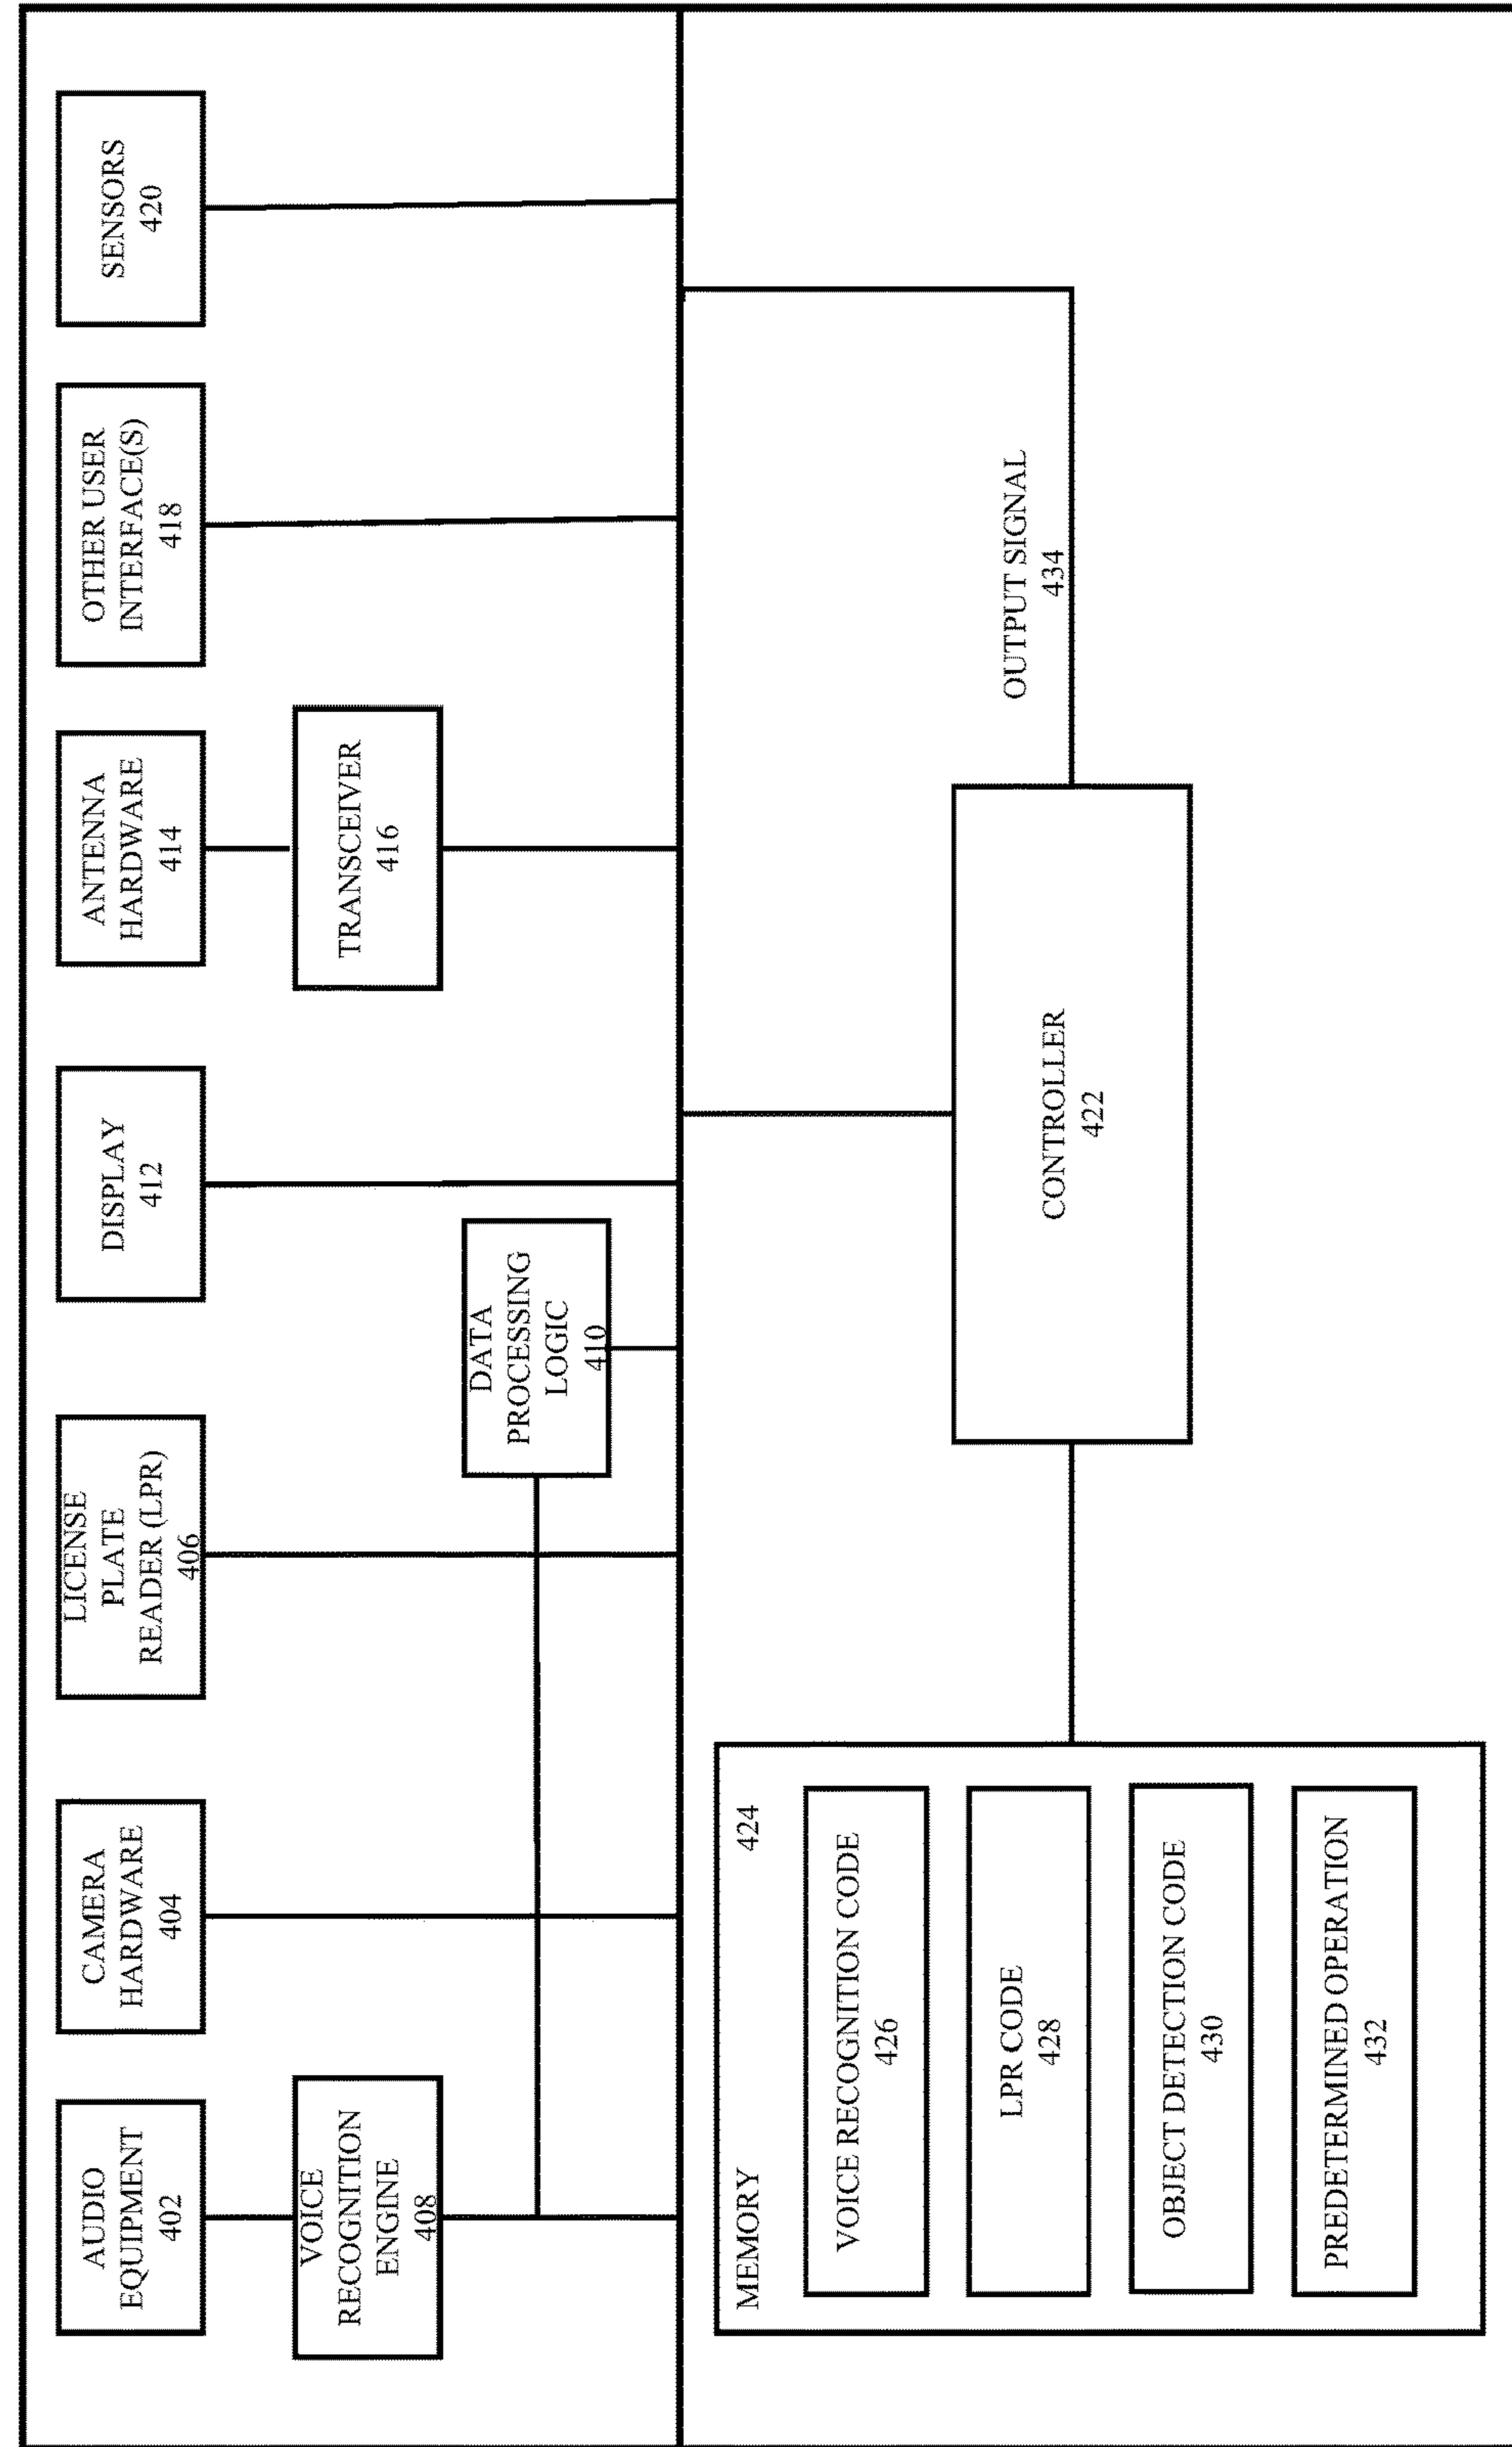 AUDIO
EQUIPMENT
402
CAMERA
HARDWARE
404
LICENSE
PLATE
READER (LPR)
406
DISPLAY
412
ANTENNA
HARDWARE
414
OTHER USER
INTERFACE(S)
418
SENSORS
420
VOICE
RECOGNITION
ENGINE
408
TRANSCEIVER
416
DATA
PROCESSING
LOGIC
410
MEMORY
424
VOICE RECOGNITION CODE
426
LPR CODE
428
OBJECT DETECTION CODE
430
PREDETERMINED OPERATION
432
CONTROLLER
422
OUTPUT SIGNAL
434